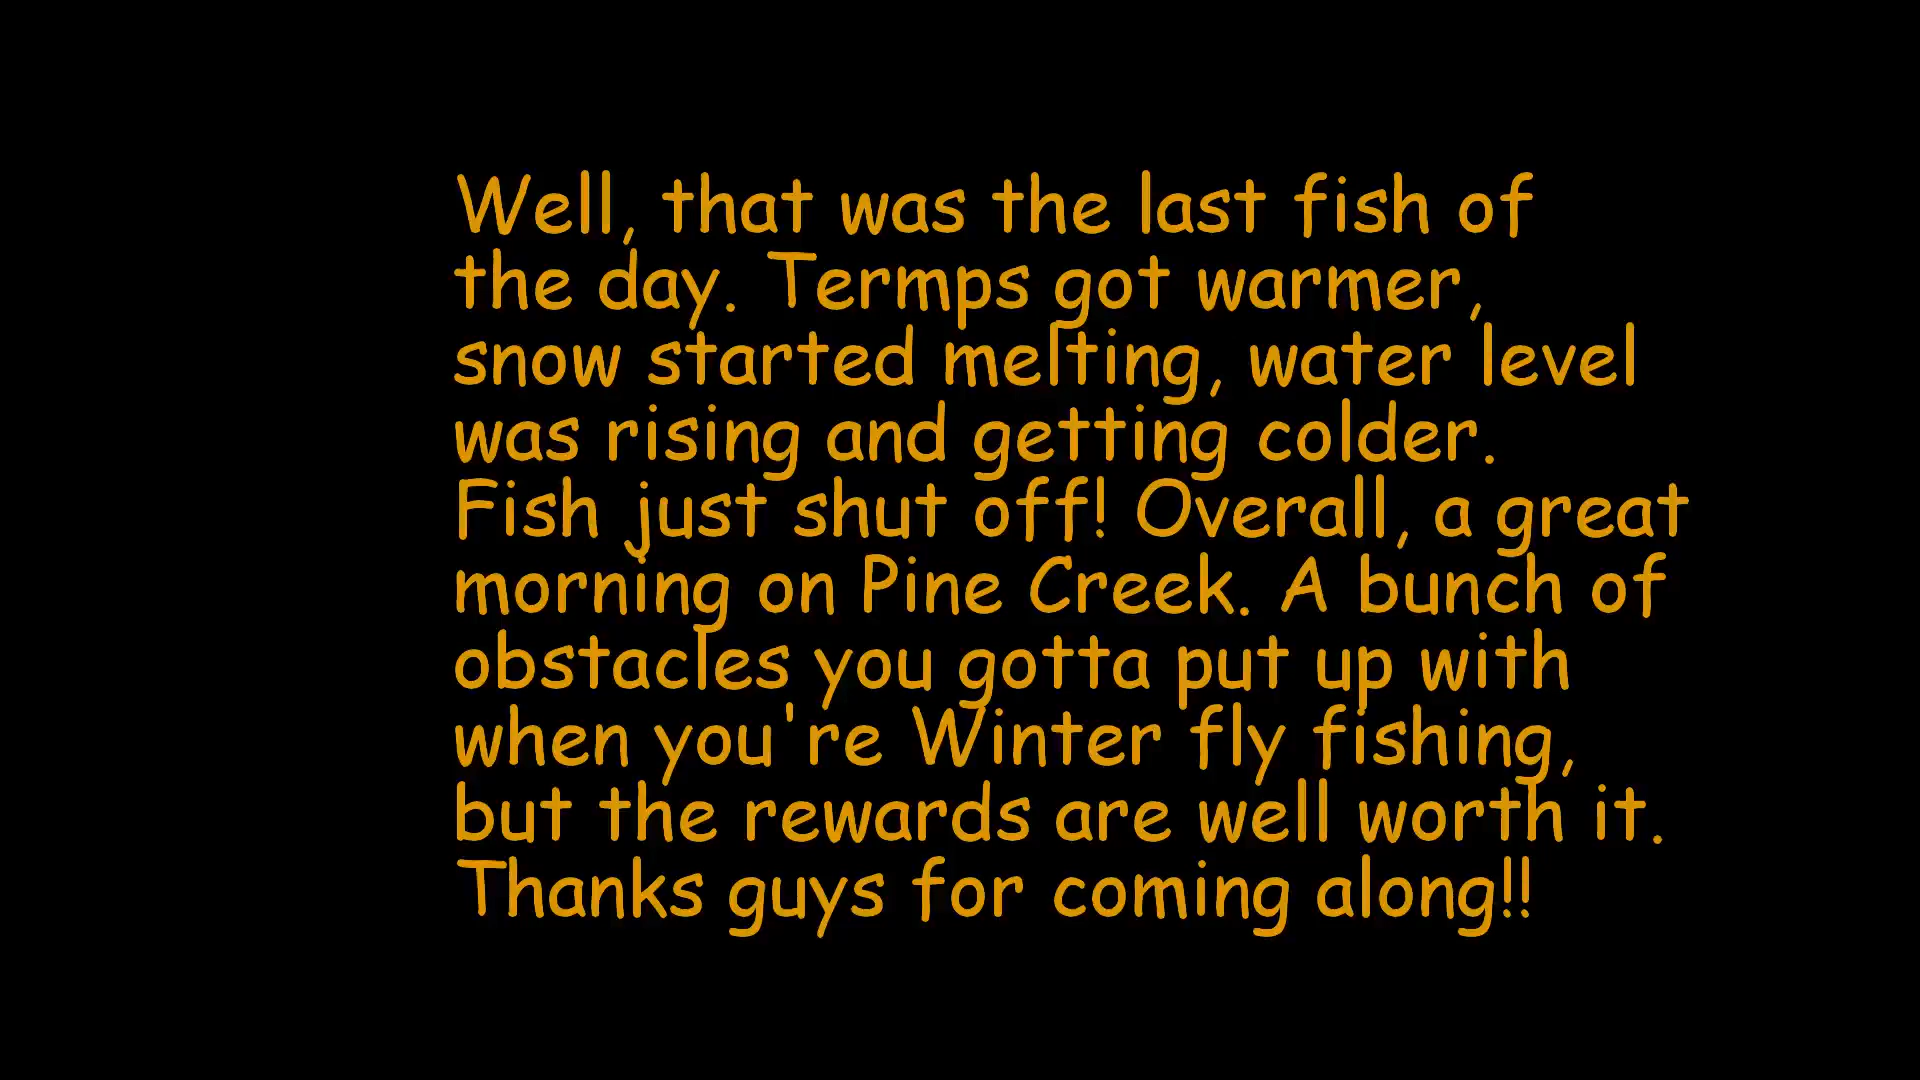 Well, that was the last fish of
the day. Termps got warmer,
snow started melting, water level
was rising and getting colder.
Fish just shut off! Overall, a great
morning on Pine Creek. A bunch of
obstacles you gotta put up with
when you're Winter fly fishing,
but the rewards are well worth it.
Thanks guys for coming along!!